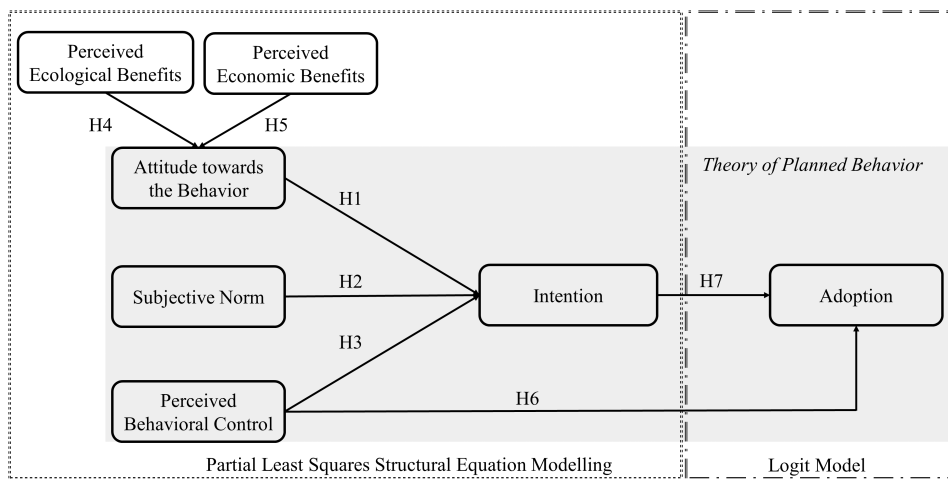 Perceived
Ecological Benefits
Perceived
Economic Benefits
H4
H5
Attitude towards
the Behavior
Theory of Planned Behavior
H1
Subjective Norm
H2
Intention
H7
Adoption
H3
Perceived
Behavioral Control
H6
Partial Least Squares Structural Equation Modelling
Logit Model